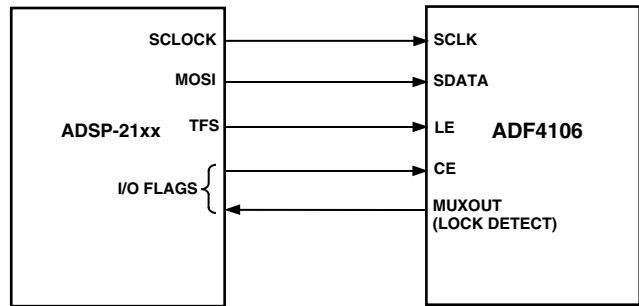 SCLOCK
SCLK
MOSI
SDATA
ADSP-21xx
TFS
LE
ADF4106
I/O FLAGS
CE
MUXOUT
(LOCK DETECT)